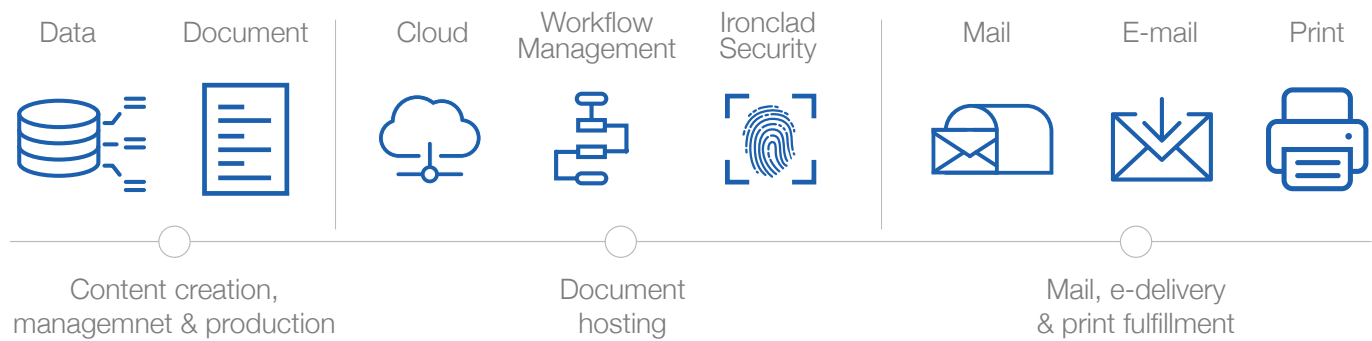 Data
Document
Cloud
Workflow
Management
Ironclad
Security
Mail
E-mail
Print
Content creation,
managemnet & production
Document
hosting
Mail, e-delivery
& print fulfillment